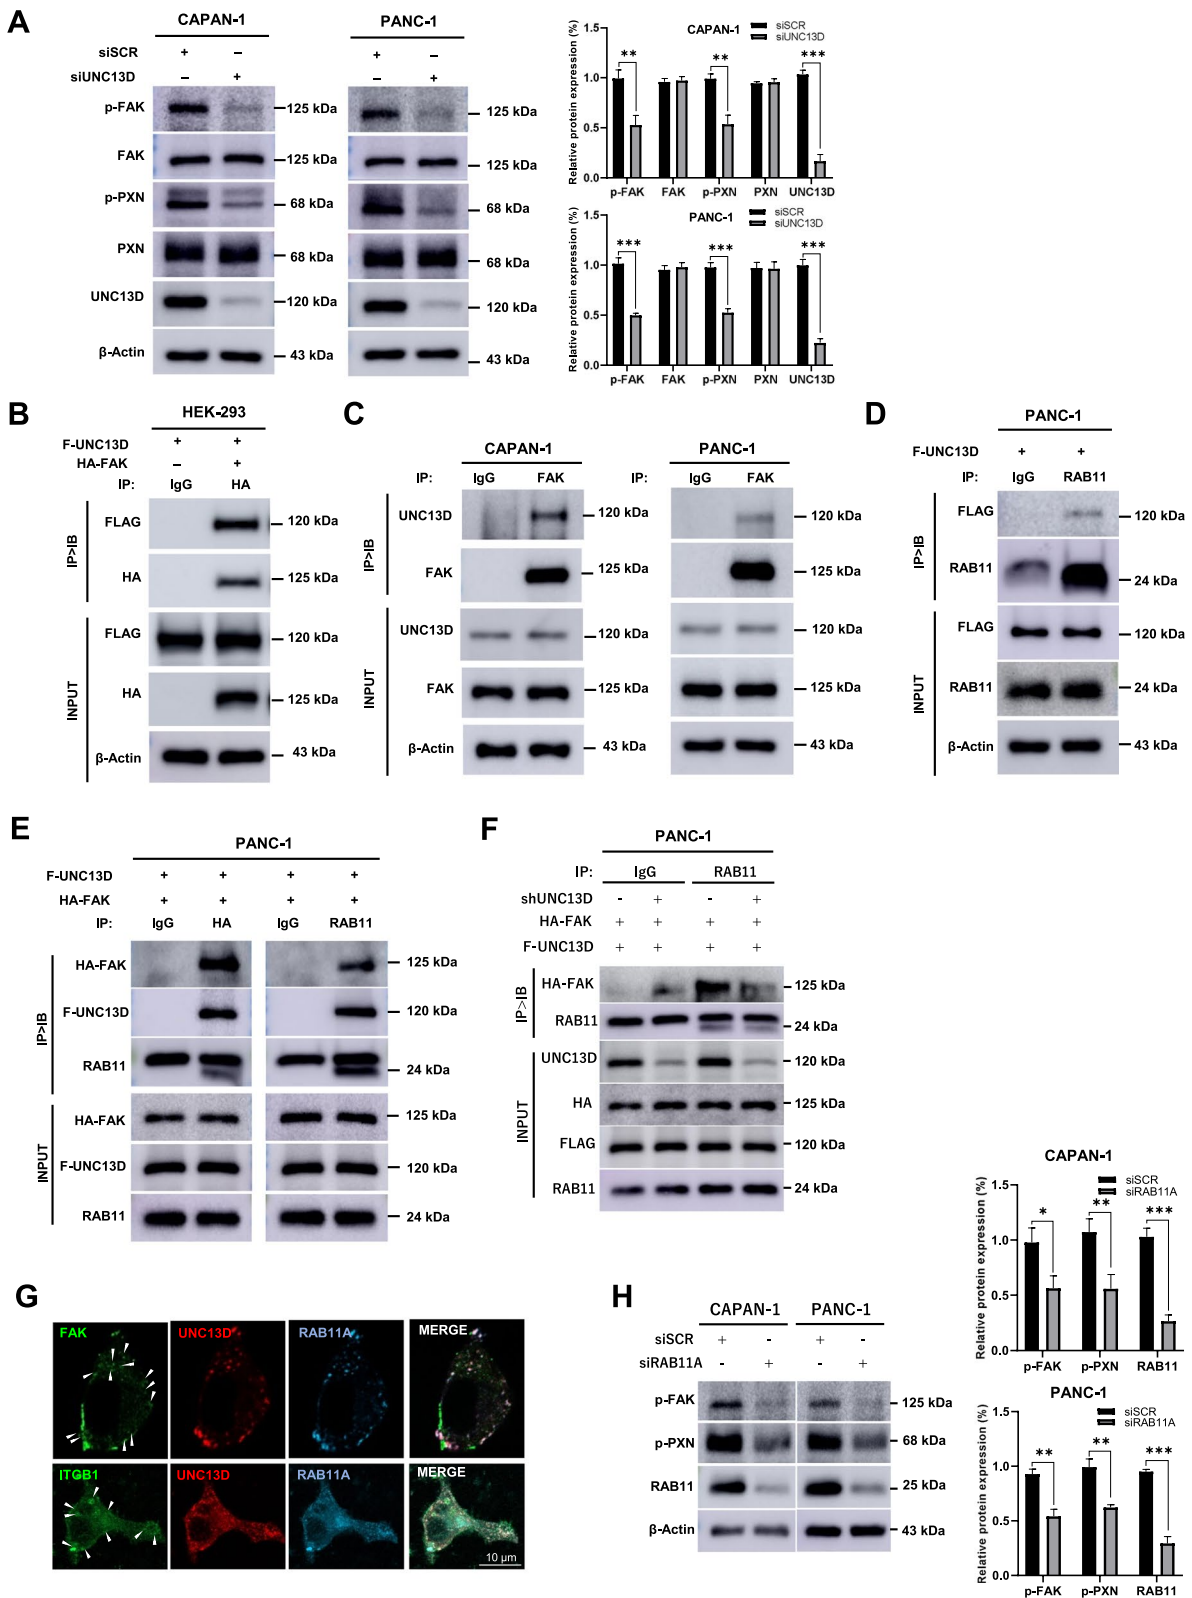 A
CAPAN-1
PANC-1
siSCR + – + –
siUNC13D – + – +
p-FAK 125 kDa 125 kDa
FAK 125 kDa 125 kDa
p-PXN 68 kDa 68 kDa
PXN 68 kDa 68 kDa
UNC13D 120 kDa 120 kDa
β-Actin 43 kDa 43 kDa
Relative protein expression (%)
CAPAN-1
siSCR
siUNC13D
** ** ***
1.5
1.0
0.5
0.0
p-FAK FAK p-PXN PXN UNC13D
Relative protein expression (%)
PANC-1
siSCR
siUNC13D
*** *** ***
1.5
1.0
0.5
0.0
p-FAK FAK p-PXN PXN UNC13D
B
HEK-293
F-UNC13D + +
HA-FAK – +
IP: IgG HA
IP>IB
FLAG 120 kDa
HA 125 kDa
INPUT
FLAG 120 kDa
HA 125 kDa
β-Actin 43 kDa
C
CAPAN-1 PANC-1
IP: IgG FAK IP: IgG FAK
IP>IB
UNC13D 120 kDa 120 kDa
FAK 125 kDa 125 kDa
INPUT
UNC13D 120 kDa 120 kDa
FAK 125 kDa 125 kDa
β-Actin 43 kDa 43 kDa
D
PANC-1
F-UNC13D + +
IP: IgG RAB11
IP>IB
FLAG 120 kDa
RAB11 24 kDa
INPUT
FLAG 120 kDa
RAB11 24 kDa
β-Actin 43 kDa
E
PANC-1
F-UNC13D + + + +
HA-FAK + + + +
IP: IgG HA IgG RAB11
IP>IB
HA-FAK 125 kDa
F-UNC13D 120 kDa
RAB11 24 kDa
INPUT
HA-FAK 125 kDa
F-UNC13D 120 kDa
RAB11 24 kDa
F
PANC-1
IP: IgG RAB11
shUNC13D - + - +
HA-FAK + + + +
F-UNC13D + + + +
IP>IB
HA-FAK 125 kDa
RAB11 24 kDa
INPUT
UNC13D 120 kDa
HA 125 kDa
FLAG 120 kDa
RAB11 24 kDa
G
FAK UNC13D RAB11A MERGE
ITGB1 UNC13D RAB11A MERGE
10 µm
H
CAPAN-1 PANC-1
siSCR + - + -
siRAB11A - + - +
p-FAK 125 kDa
p-PXN 68 kDa
RAB11 25 kDa
β-Actin 43 kDa
CAPAN-1
Relative protein expression (%)
siSCR
siRAB11A
* ** ***
1.5
1.0
0.5
0.0
p-FAK p-PXN RAB11
PANC-1
Relative protein expression (%)
siSCR
siRAB11A
** ** ***
1.5
1.0
0.5
0.0
p-FAK p-PXN RAB11